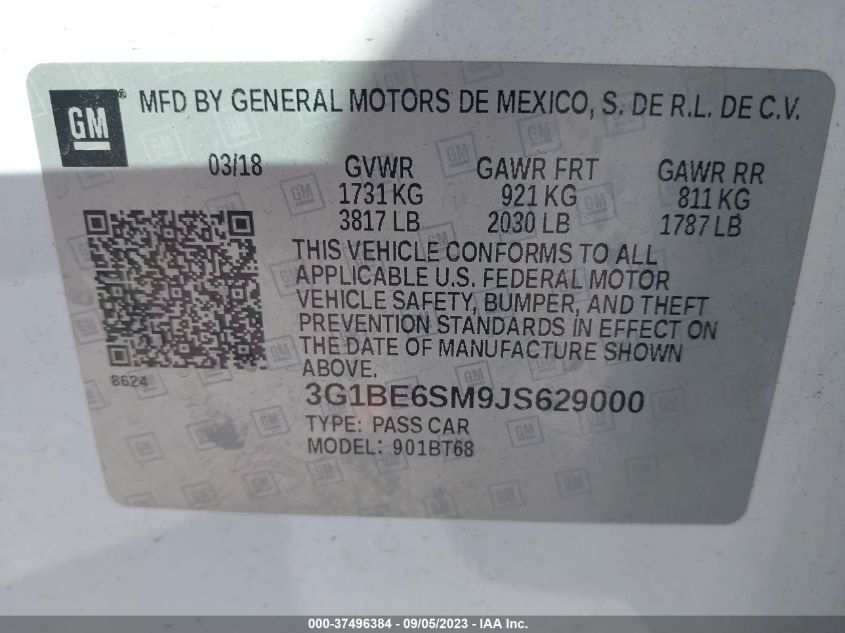 GM
MFD BY GENERAL MOTORS DE MEXICO, S. DE R.L. DE C.V.
03/18 GVWR GAWR FRT GAWR RR
1731 KG 921 KG 811 KG
3817 LB 2030 LB 1787 LB
THIS VEHICLE CONFORMS TO ALL
APPLICABLE U.S. FEDERAL MOTOR
VEHICLE SAFETY, BUMPER, AND THEFT
PREVENTION STANDARDS IN EFFECT ON
THE DATE OF MANUFACTURE SHOWN
ABOVE.
8624
3G1BE6SM9JS629000
TYPE: PASS CAR
MODEL: 901BT68
000-37496384 - 09/05/2023 - IAA Inc.